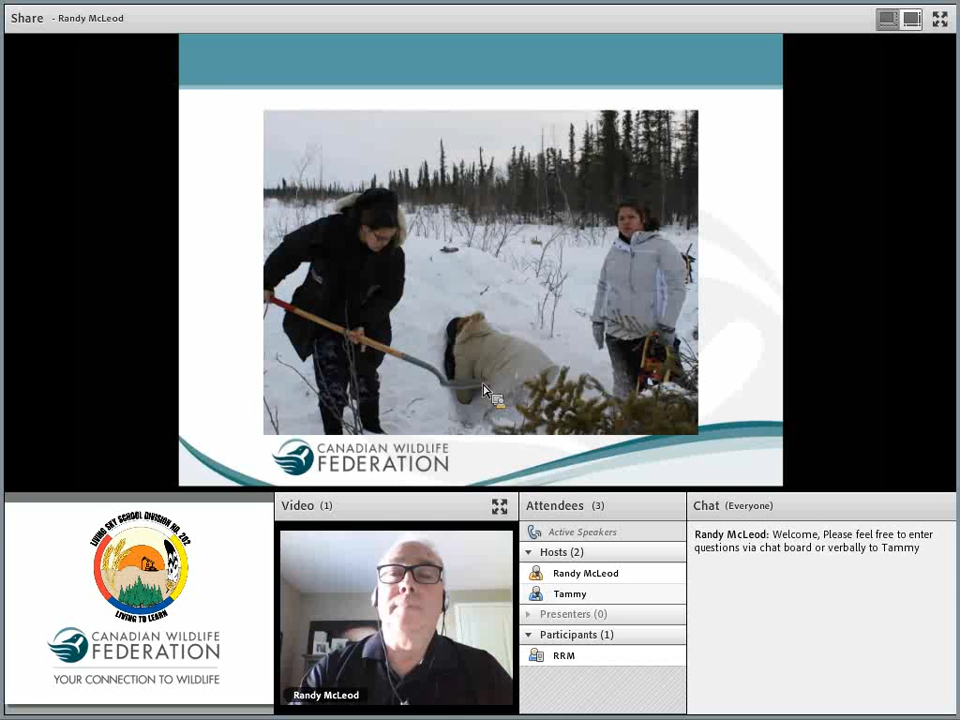 Share - Randy McLeod
CANADIAN WILDLIFE
FEDERATION
LIVING SKY SCHOOL DIVISION NO. 202
LIVING TO LEARN
CANADIAN WILDLIFE
FEDERATION
YOUR CONNECTION TO WILDLIFE
Video (1)
Randy McLeod
Attendees (3)
Active Speakers
Hosts (2)
Randy McLeod
Tammy
Presenters (0)
Participants (1)
RRM
Chat (Everyone)
Randy McLeod: Welcome, Please feel free to enter
questions via chat board or verbally to Tammy